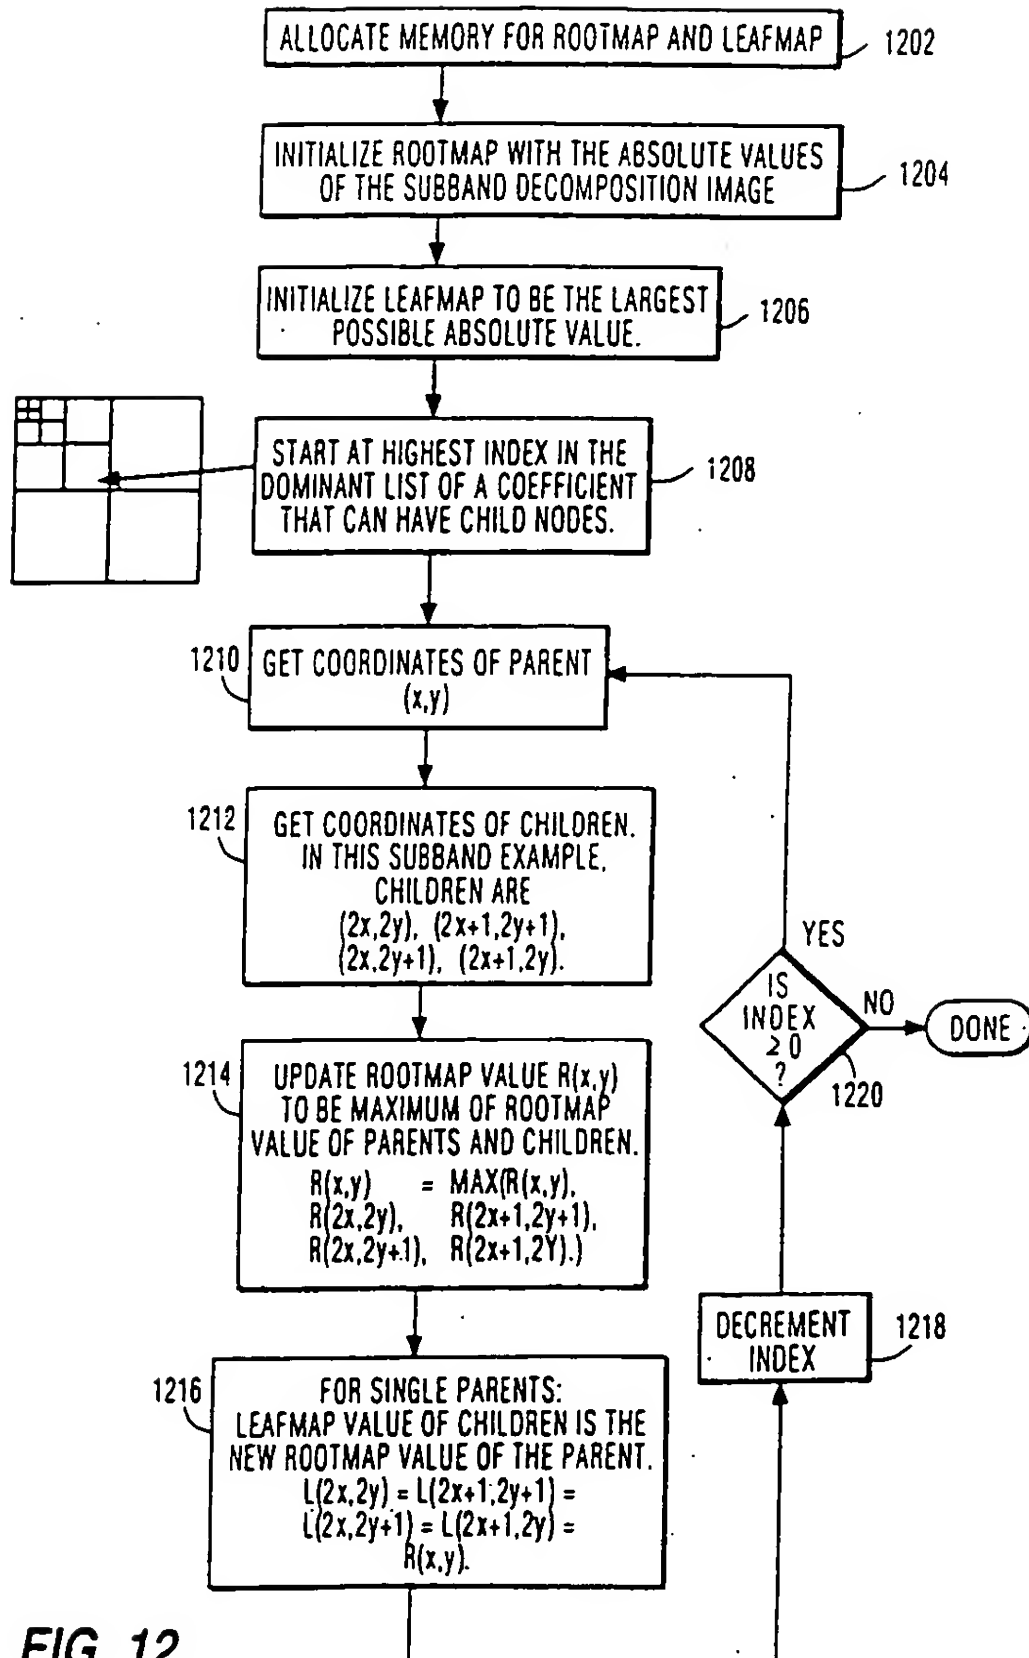 ALLOCATE MEMORY FOR ROOTMAP AND LEAFMAP
1202
INITIALIZE ROOTMAP WITH THE ABSOLUTE VALUES
OF THE SUBBAND DECOMPOSITION IMAGE
1204
INITIALIZE LEAFMAP TO BE THE LARGEST
POSSIBLE ABSOLUTE VALUE.
1206
START AT HIGHEST INDEX IN THE
DOMINANT LIST OF A COEFFICIENT
THAT CAN HAVE CHILD NODES.
1208
1210
GET COORDINATES OF PARENT
(x,y)
1212
GET COORDINATES OF CHILDREN.
IN THIS SUBBAND EXAMPLE,
CHILDREN ARE
(2x,2y), (2x+1,2y+1),
(2x,2y+1), (2x+1,2y).
YES
IS
INDEX
≥0
?
NO
DONE
1220
1214
UPDATE ROOTMAP VALUE R(x,y)
TO BE MAXIMUM OF ROOTMAP
VALUE OF PARENTS AND CHILDREN.
R(x,y) = MAX(R(x,y),
R(2x,2y), R(2x+1,2y+1),
R(2x,2y+1), R(2x+1,2Y).)
DECREMENT
INDEX
1218
1216
FOR SINGLE PARENTS:
LEAFMAP VALUE OF CHILDREN IS THE
NEW ROOTMAP VALUE OF THE PARENT.
L(2x,2y) = L(2x+1,2y+1) =
L(2x,2y+1) = L(2x+1,2y) =
R(x,y).
FIG. 12